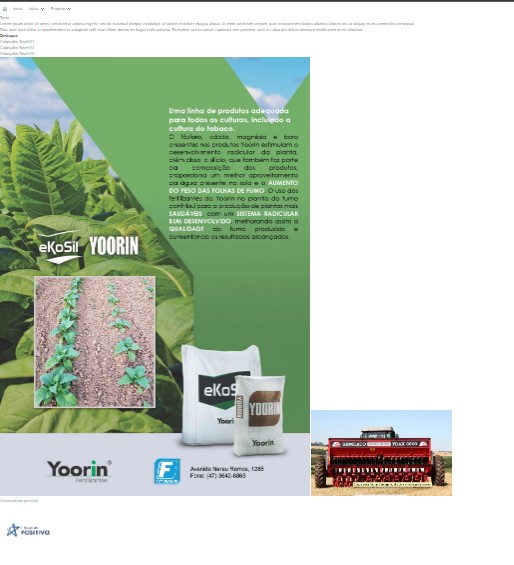 Início Aulas Projetos
Texto
Lorem ipsum dolor sit amet, consectetur adipiscing elit, sed do eiusmod tempor incididunt ut labore et dolore magna aliqua. Ut enim ad minim veniam, quis nostrud exercitation ullamco laboris nisi ut aliquip ex ea commodo consequat.
Duis aute irure dolor in reprehenderit in voluptate velit esse cillum dolore eu fugiat nulla pariatur. Excepteur sint occaecat cupidatat non proident, sunt in culpa qui officia deserunt mollit anim id est laborum.
Destaque
Cabeçalho Nível 01
Cabeçalho Nível 02
Cabeçalho Nível 03
Uma linha de produtos adequada
para todas as culturas, incluindo a
cultura do tabaco.
O fósforo, cálcio, magnésio e boro
presentes nos produtos Yoorin estimulam o
desenvolvimento radicular da planta,
além disso, o silício, que também faz parte
da composição dos produtos,
proporciona um melhor aproveitamento
da água presente no solo e o AUMENTO
DO PESO DAS FOLHAS DE FUMO. O uso dos
fertilizantes da Yoorin no plantio do fumo
contribui para a produção de plantas mais
SAUDÁVEIS, com um SISTEMA RADICULAR
BEM DESENVOLVIDO, melhorando assim a
QUALIDADE do fumo produzido e
aumentando os resultados alcançados.
eKoSil YOORIN
eKoSil
YOORIN
YOORIN
Yoorin
Yoorin
Fertilizantes
Avenida Nereu Ramos, 1285
Fone: (47) 3642-6865
Universidade positivo
POSITIVO